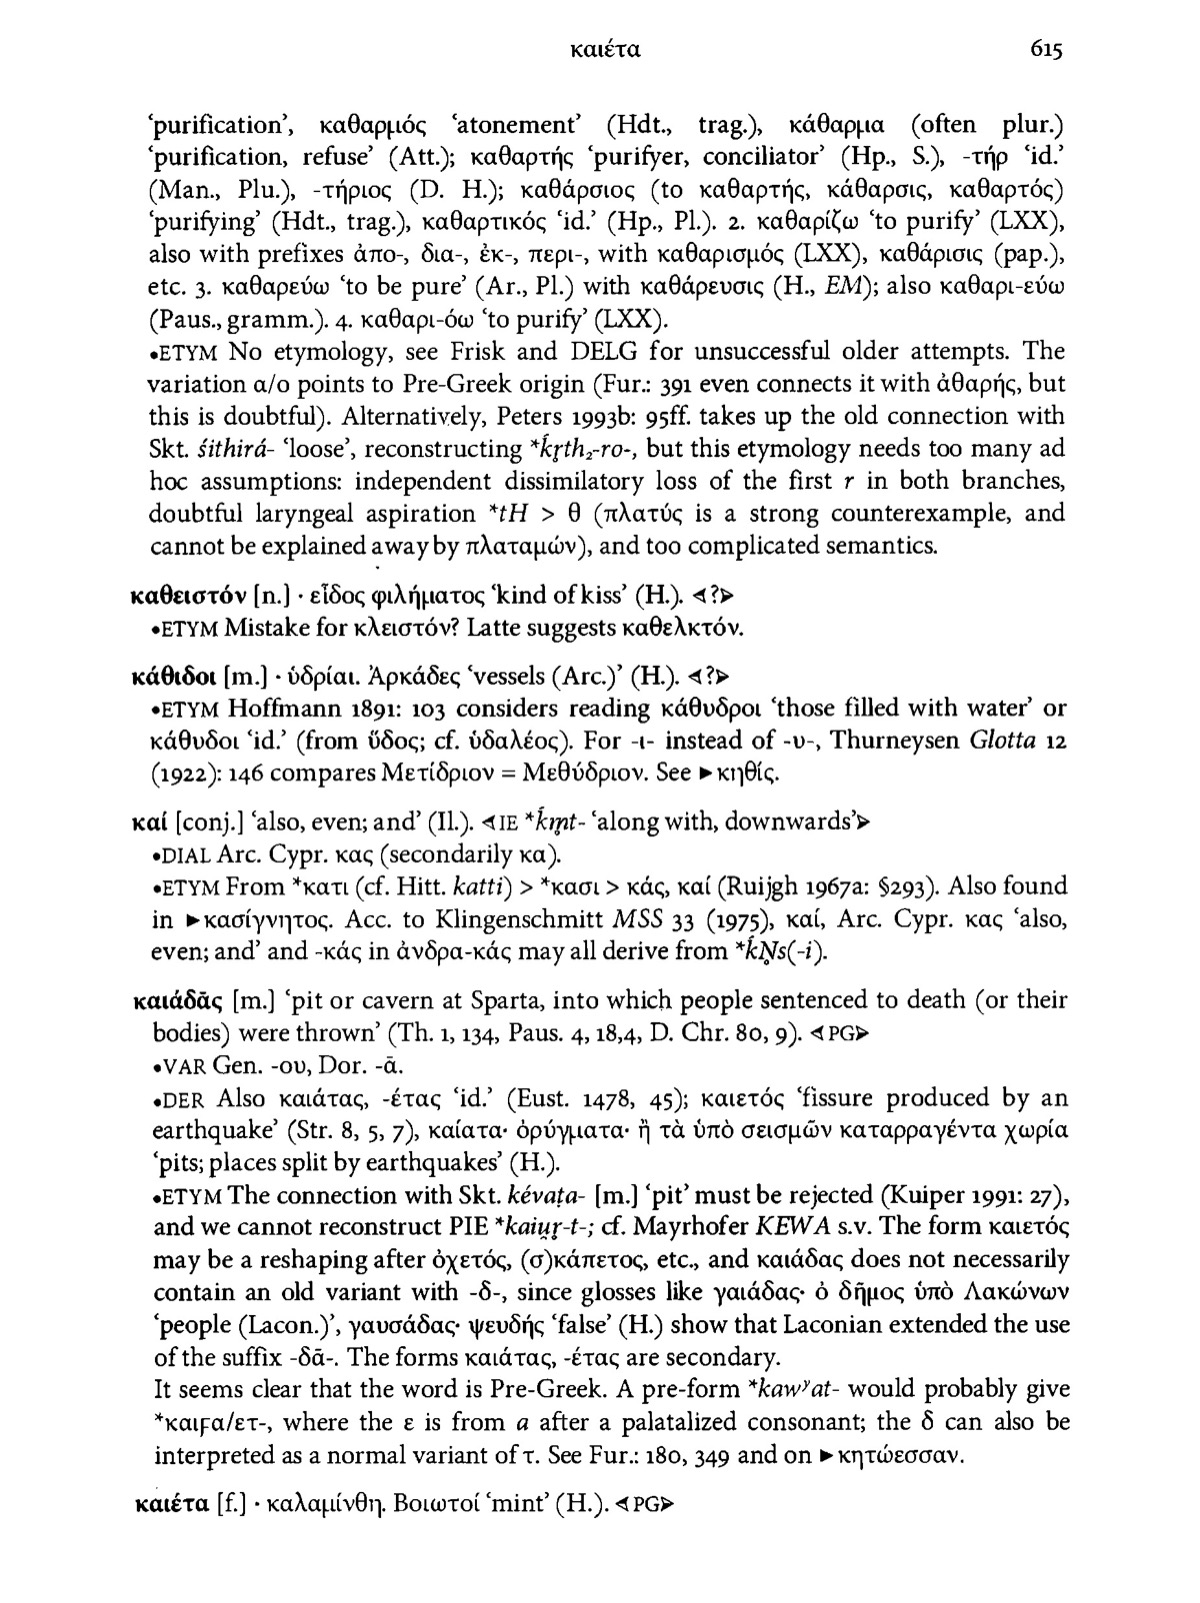 καιέτα 615
‘purification’, καθαρμός ‘atonement’ (Hdt., trag.), κάθαρμα (often plur.)
‘purification, refuse’ (Att.); καθαρτής ‘purifyer, conciliator’ (Hp., S.), -τήρ ‘id.’
(Man., Plu.), -τήριος (D. H.); καθάρσιος (to καθαρτής, κάθαρσις, καθαρτός)
‘purifying’ (Hdt., trag.), καθαρτικός ‘id.’ (Hp., Pl.). 2. καθαρίζω ‘to purify’ (LXX),
also with prefixes ἀπο-, δια-, ἐκ-, περι-, with καθαρισμός (LXX), καθάρισις (pap.),
etc. 3. καθαρεύω ‘to be pure’ (Ar., Pl.) with καθάρευσις (H., EM); also καθαρι-εύω
(Paus., gramm.). 4. καθαρι-όω ‘to purify’ (LXX).
•ETYM No etymology, see Frisk and DELG for unsuccessful older attempts. The
variation α/ο points to Pre-Greek origin (Fur.: 391 even connects it with ἀθαρής, but
this is doubtful). Alternatively, Peters 1993b: 95ff. takes up the old connection with
Skt. śithirá- ‘loose’, reconstructing *ḱr̥th₂-ro-, but this etymology needs too many ad
hoc assumptions: independent dissimilatory loss of the first r in both branches,
doubtful laryngeal aspiration *tH > θ (πλατύς is a strong counterexample, and
cannot be explained away by πλαταμών), and too complicated semantics.
καθειστόν [n.] · εἶδος φιλήματος ‘kind of kiss’ (H.). ⊲?⊳
•ETYM Mistake for κλειστόν? Latte suggests καθελκτόν.
κάθιδοι [m.] · ὑδρίαι. Ἀρκάδες ‘vessels (Arc.)’ (H.). ⊲?⊳
•ETYM Hoffmann 1891: 103 considers reading κάθυδροι ‘those filled with water’ or
κάθυδοι ‘id.’ (from ὕδος; cf. ὑδαλέος). For -ι- instead of -υ-, Thurneysen Glotta 12
(1922): 146 compares Μετίδριον = Μεθύδριον. See ►κηθίς.
καί [conj.] ‘also, even; and’ (Il.). ⊲IE *ḱm̥t- ‘along with, downwards’⊳
•DIAL Arc. Cypr. κας (secondarily κα).
•ETYM From *κατι (cf. Hitt. katti) > *κασι > κάς, καί (Ruijgh 1967a: §293). Also found
in ►κασίγνητος. Acc. to Klingenschmitt MSS 33 (1975), καί, Arc. Cypr. κας ‘also,
even; and’ and -κάς in ἀνδρα-κάς may all derive from *ḱN̥s(-i).
καιάδᾱς [m.] ‘pit or cavern at Sparta, into which people sentenced to death (or their
bodies) were thrown’ (Th. 1, 134, Paus. 4, 18,4, D. Chr. 80, 9). ⊲PG⊳
•VAR Gen. -ου, Dor. -ᾱ.
•DER Also καιάτας, -έτας ‘id.’ (Eust. 1478, 45); καιετός ‘fissure produced by an
earthquake’ (Str. 8, 5, 7), καίατα· ὀρύγματα· ἢ τὰ ὑπὸ σεισμῶν καταρραγέντα χωρία
‘pits; places split by earthquakes’ (H.).
•ETYM The connection with Skt. kévaṭa- [m.] ‘pit’ must be rejected (Kuiper 1991: 27),
and we cannot reconstruct PIE *kaiu̯r̥-t-; cf. Mayrhofer KEWA s.v. The form καιετός
may be a reshaping after ὀχετός, (σ)κάπετος, etc., and καιάδας does not necessarily
contain an old variant with -δ-, since glosses like γαιάδας· ὁ δῆμος ὑπὸ Λακώνων
‘people (Lacon.)’, γαυσάδας· ψευδής ‘false’ (H.) show that Laconian extended the use
of the suffix -δᾱ-. The forms καιάτας, -έτας are secondary.
It seems clear that the word is Pre-Greek. A pre-form *kawʸat- would probably give
*καιϝα/ετ-, where the ε is from a after a palatalized consonant; the δ can also be
interpreted as a normal variant of τ. See Fur.: 180, 349 and on ►κητώεσσαν.
καιέτα [f.] · καλαμίνθη. Βοιωτοί ‘mint’ (H.). ⊲PG⊳